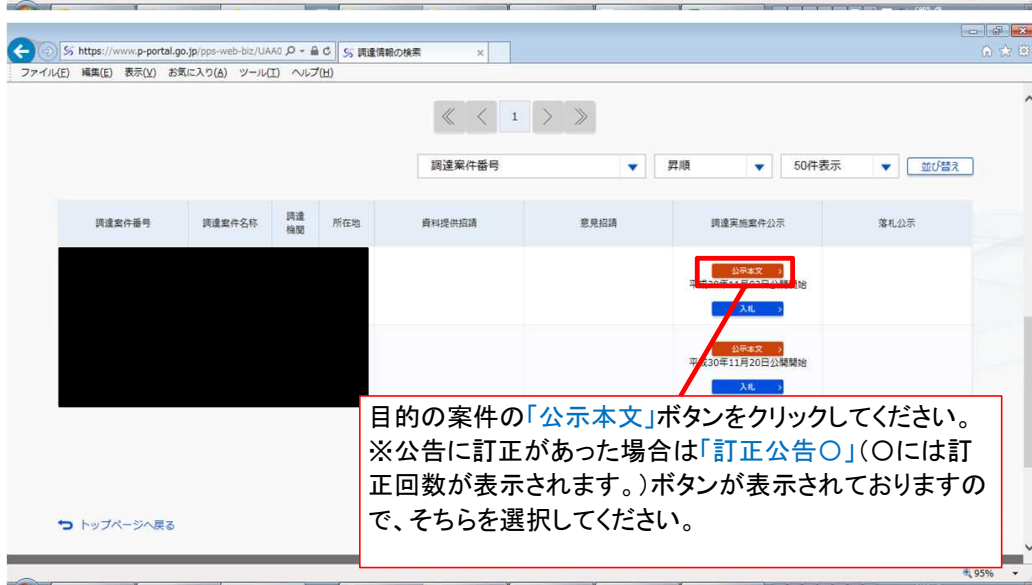 https://www.p-portal.go.jp/pps-web-biz/UAA0
調達情報の検索
ファイル(F) 編集(E) 表示(V) お気に入り(A) ツール(T) ヘルプ(H)
1
調達案件番号 昇順 50件表示 並び替え
調達案件番号 調達案件名称 調達機関 所在地 資料提供招請 意見招請 調達実施案件公示 落札公示
公示本文
入札
公示本文
平成30年11月20日公開開始
入札
目的の案件の「公示本文」ボタンをクリックしてください。
※公告に訂正があった場合は「訂正公告〇」(〇には訂
正回数が表示されます。)ボタンが表示されておりますの
で、そちらを選択してください。
トップページへ戻る
95%